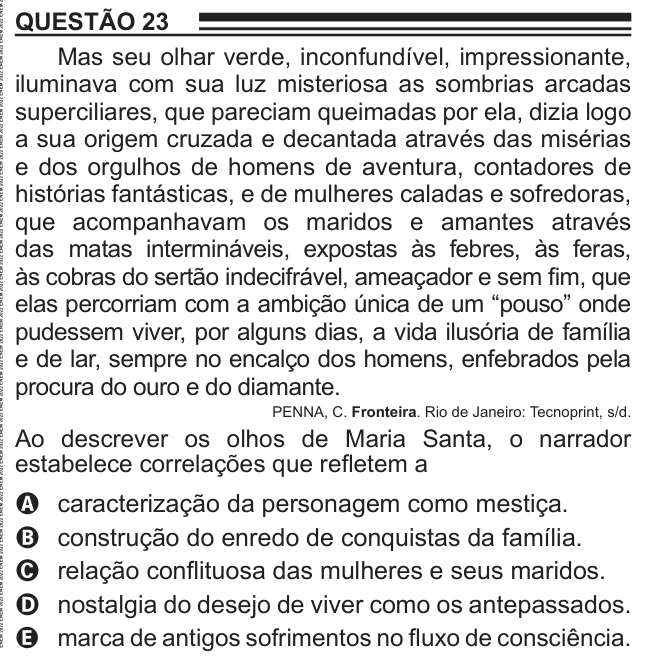 QUESTÃO 23
Mas seu olhar verde, inconfundível, impressionante,
iluminava com sua luz misteriosa as sombrias arcadas
superciliares, que pareciam queimadas por ela, dizia logo
a sua origem cruzada e decantada através das misérias
e dos orgulhos de homens de aventura, contadores de
histórias fantásticas, e de mulheres caladas e sofredoras,
que acompanhavam os maridos e amantes através
das matas intermináveis, expostas às febres, às feras,
às cobras do sertão indecifrável, ameaçador e sem fim, que
elas percorriam com a ambição única de um “pouso” onde
pudessem viver, por alguns dias, a vida ilusória de família
e de lar, sempre no encalço dos homens, enfebrados pela
procura do ouro e do diamante.
PENNA, C. Fronteira. Rio de Janeiro: Tecnoprint, s/d.
Ao descrever os olhos de Maria Santa, o narrador
estabelece correlações que refletem a
A caracterização da personagem como mestiça.
B construção do enredo de conquistas da família.
C relação conflituosa das mulheres e seus maridos.
D nostalgia do desejo de viver como os antepassados.
E marca de antigos sofrimentos no fluxo de consciência.